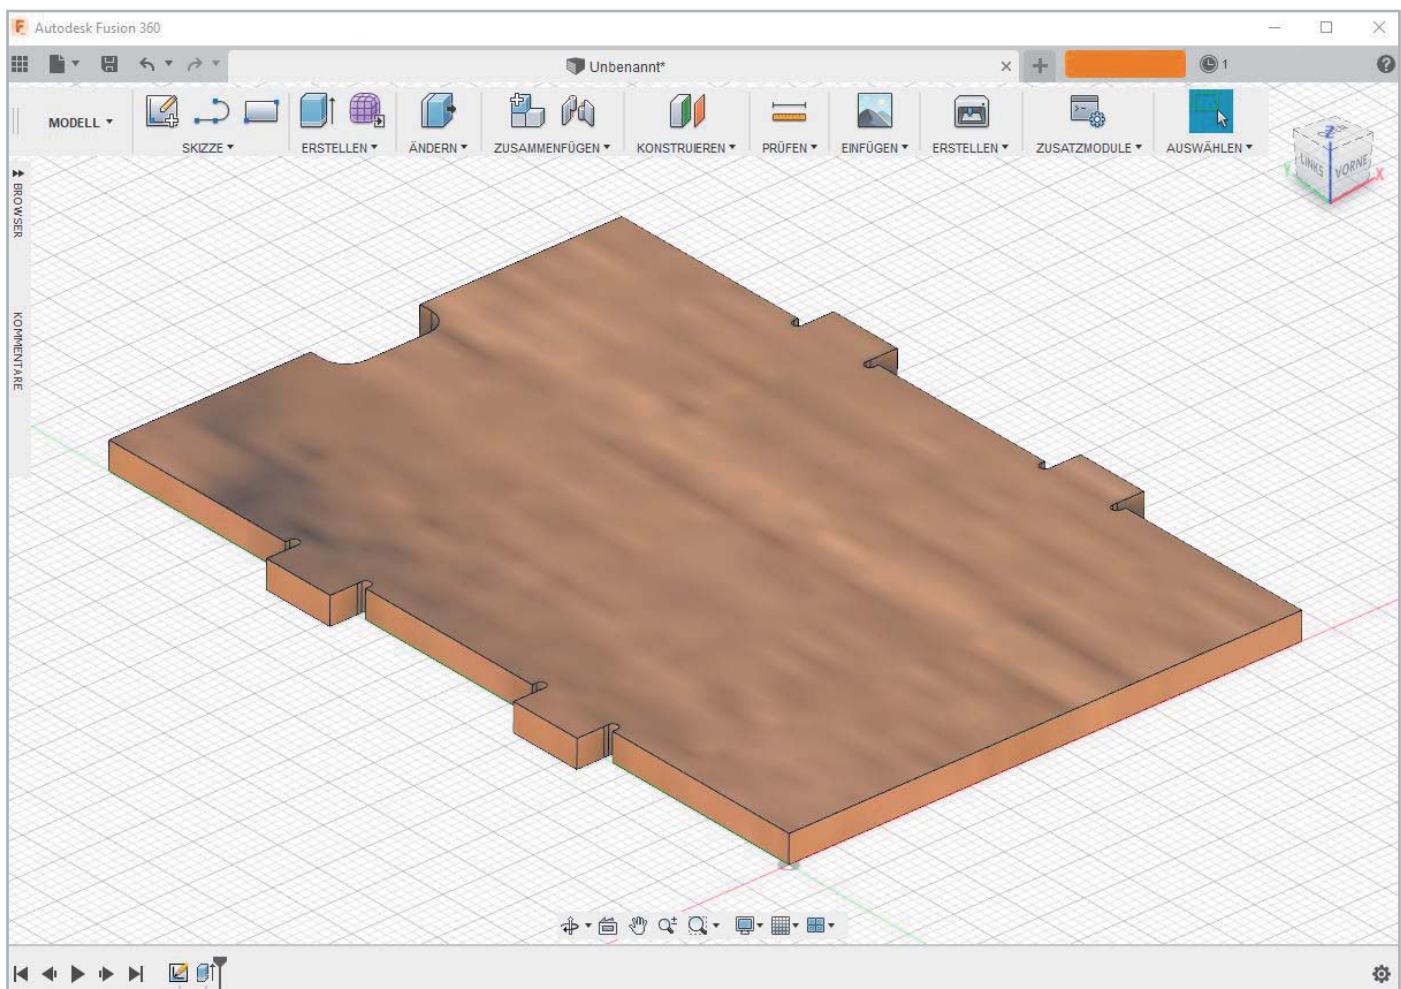 Autodesk Fusion 360
Unbenannt*
1
MODELL
SKIZZE
ERSTELLEN
ÄNDERN
ZUSAMMENFÜGEN
KONSTRUIEREN
PRÜFEN
EINFÜGEN
ERSTELLEN
ZUSATZMODULE
AUSWÄHLEN
Z
LINKS
VORNE
Y
X
BROWSER
KOMMENTARE